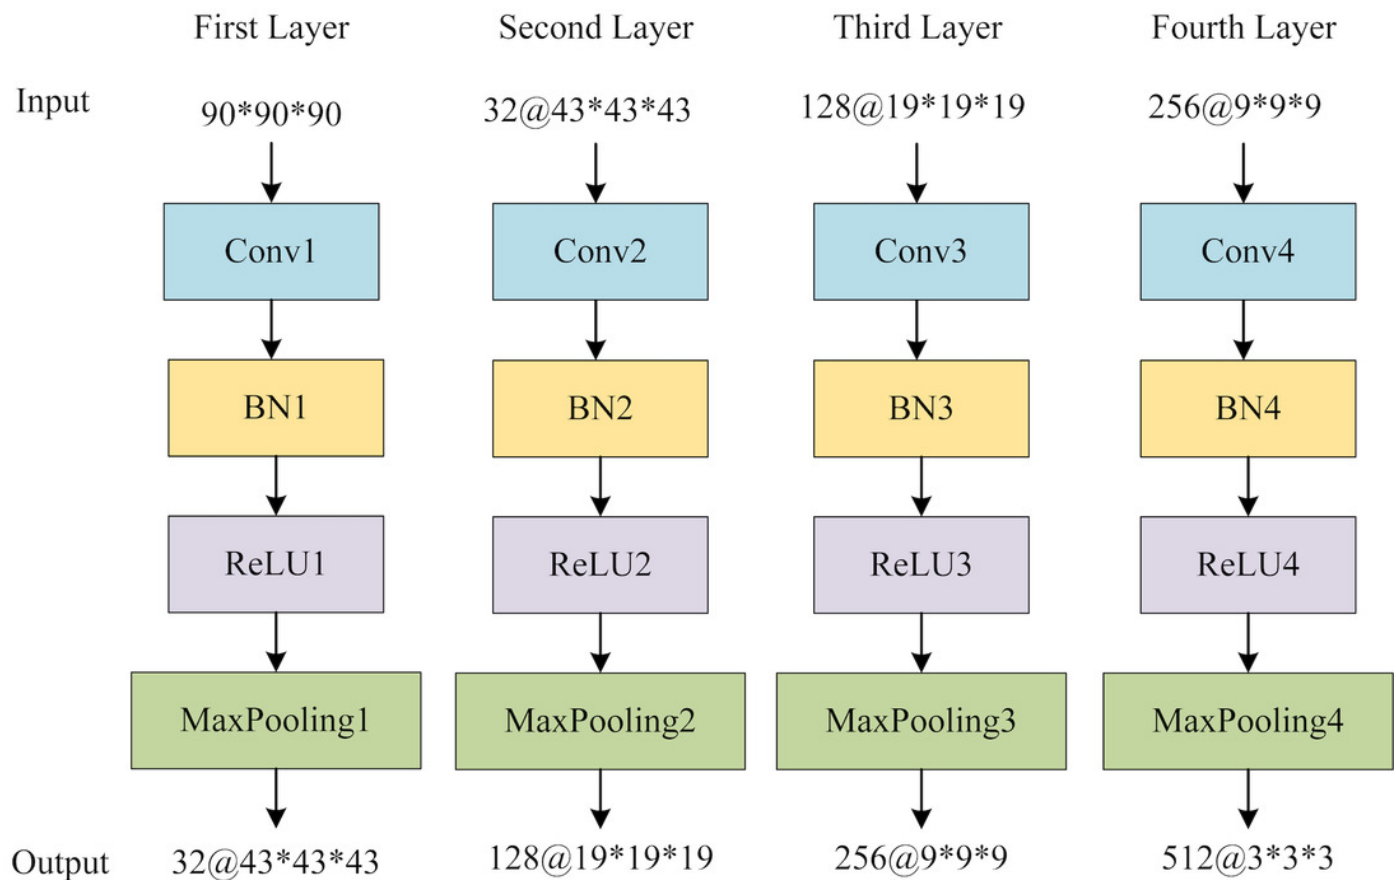 First Layer Second Layer Third Layer Fourth Layer
Input 90*90*90 32@43*43*43 128@19*19*19 256@9*9*9
Conv1 Conv2 Conv3 Conv4
BN1 BN2 BN3 BN4
ReLU1 ReLU2 ReLU3 ReLU4
MaxPooling1 MaxPooling2 MaxPooling3 MaxPooling4
Output 32@43*43*43 128@19*19*19 256@9*9*9 512@3*3*3